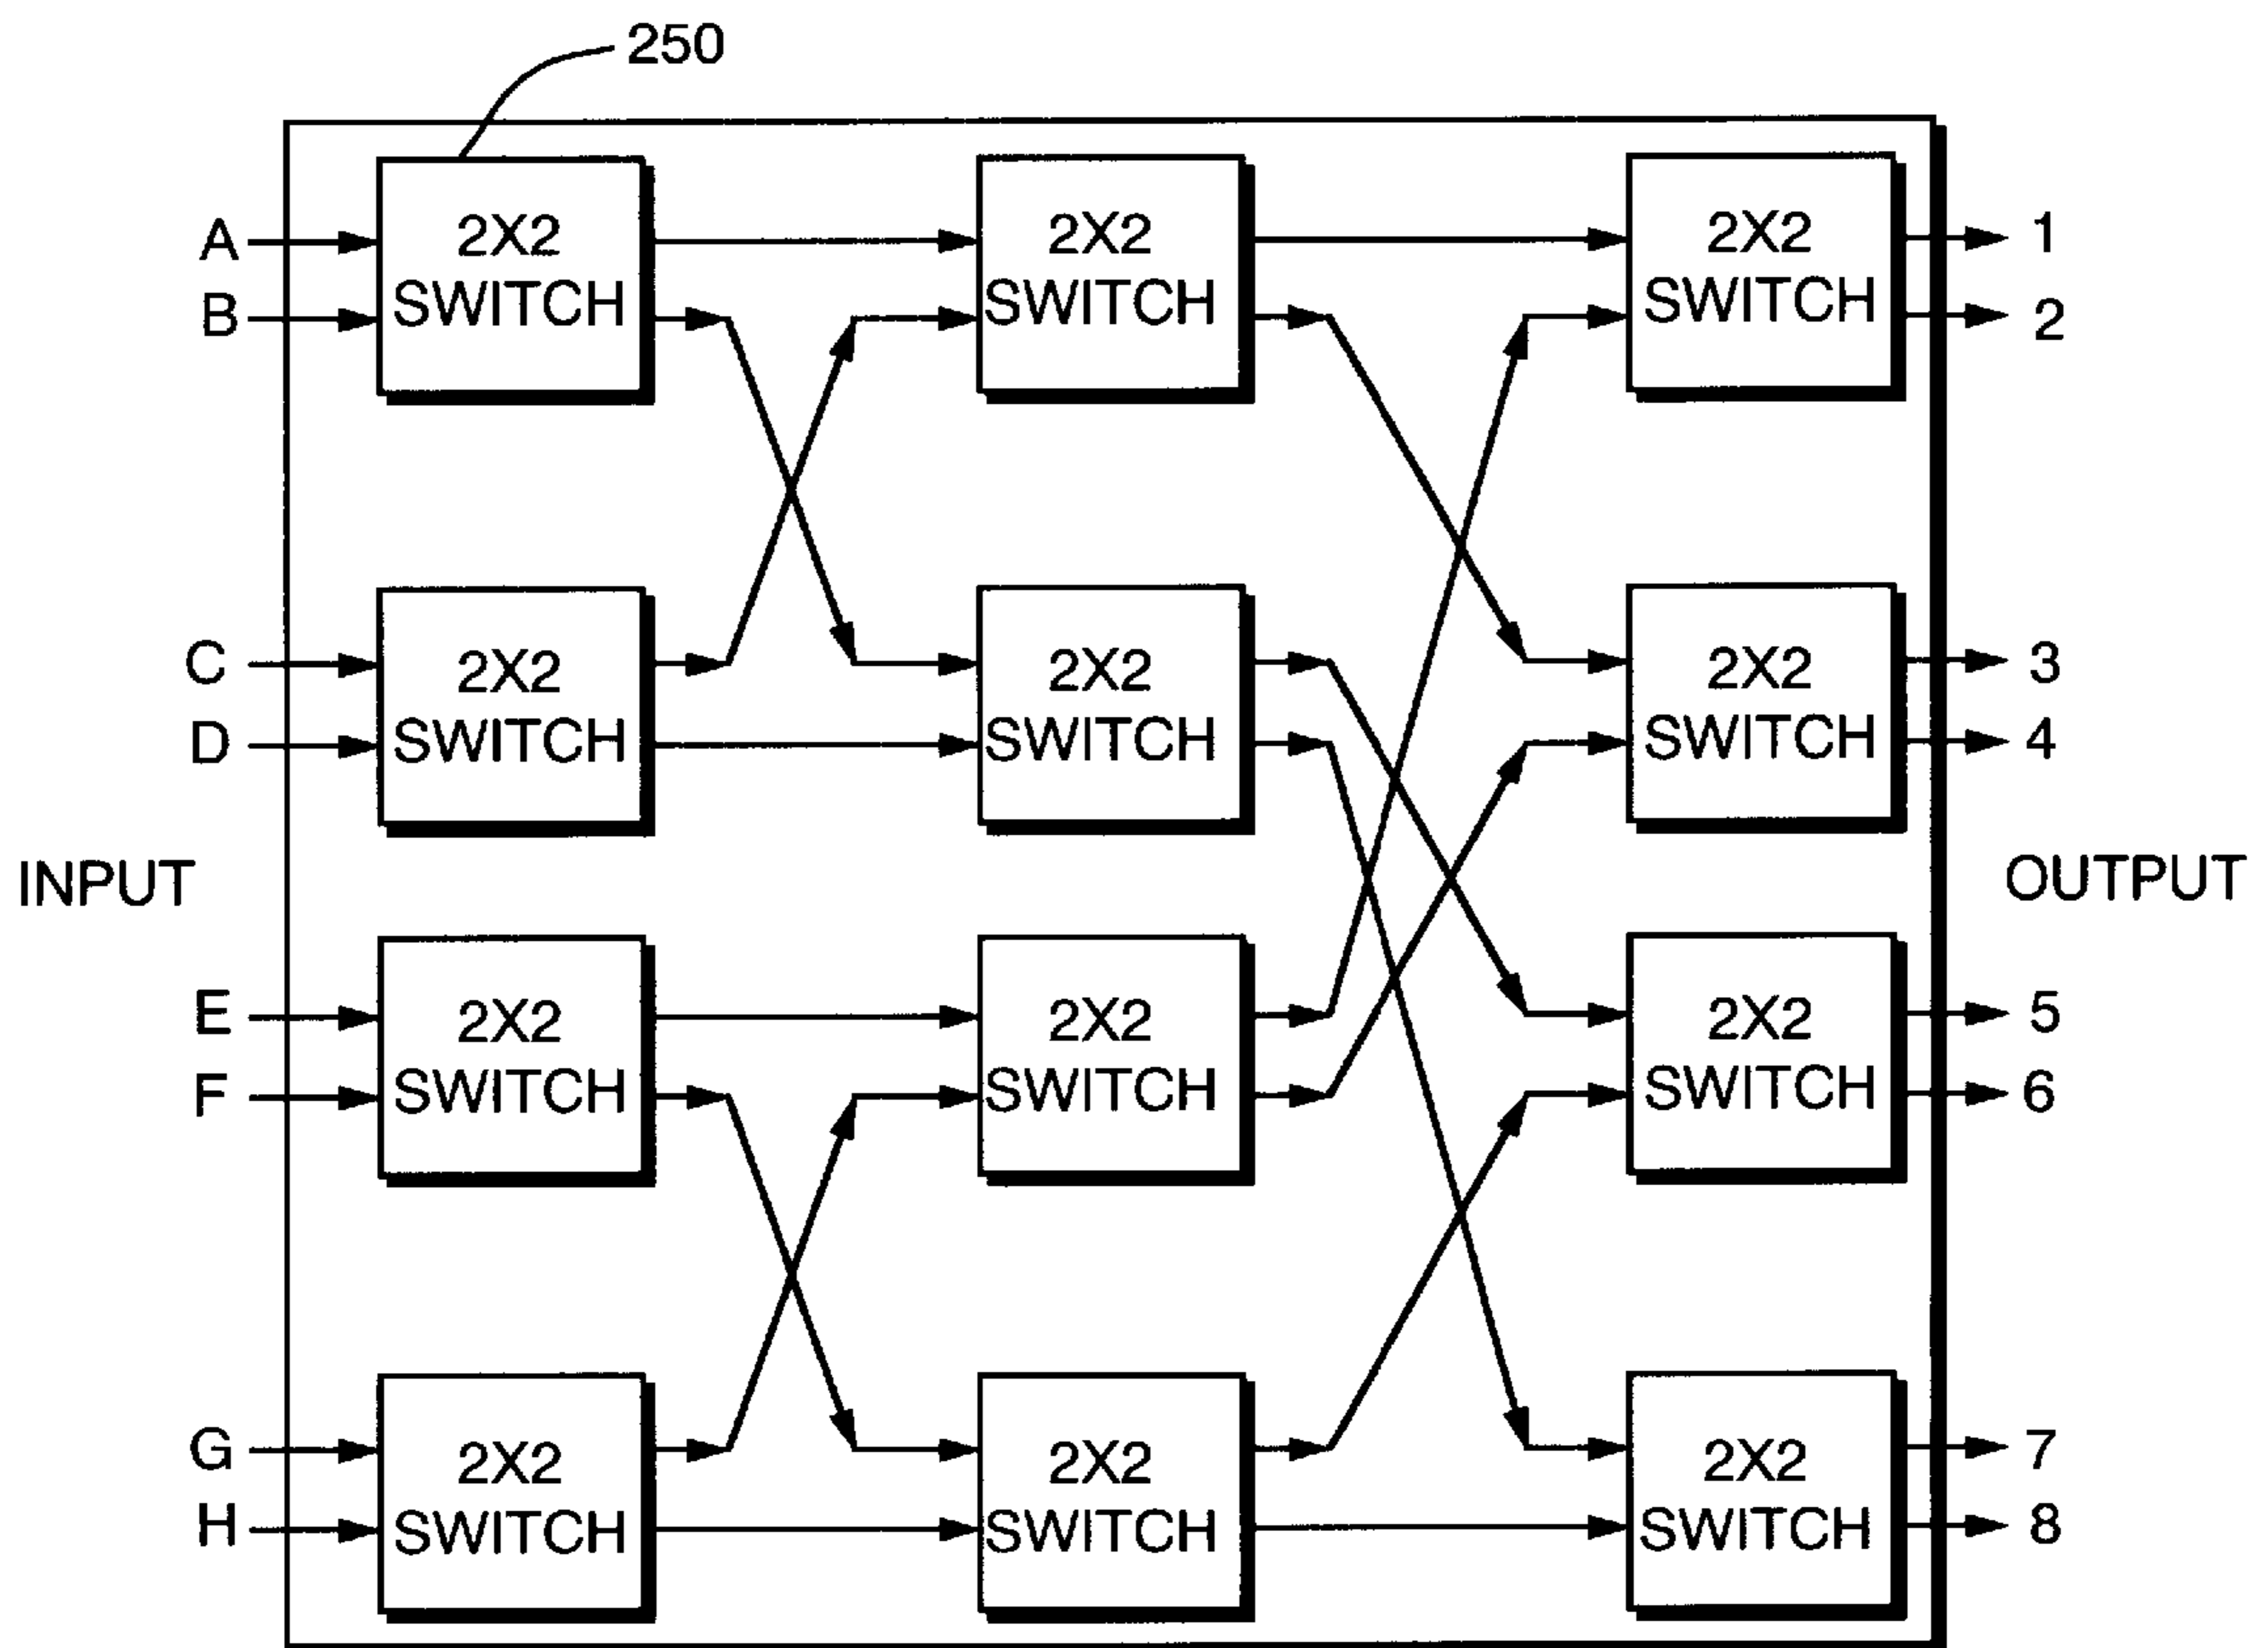 250
A
B
2X2
SWITCH
2X2
SWITCH
2X2
SWITCH
1
2
C
D
2X2
SWITCH
2X2
SWITCH
2X2
SWITCH
3
4
INPUT
OUTPUT
E
F
2X2
SWITCH
2X2
SWITCH
2X2
SWITCH
5
6
G
H
2X2
SWITCH
2X2
SWITCH
2X2
SWITCH
7
8